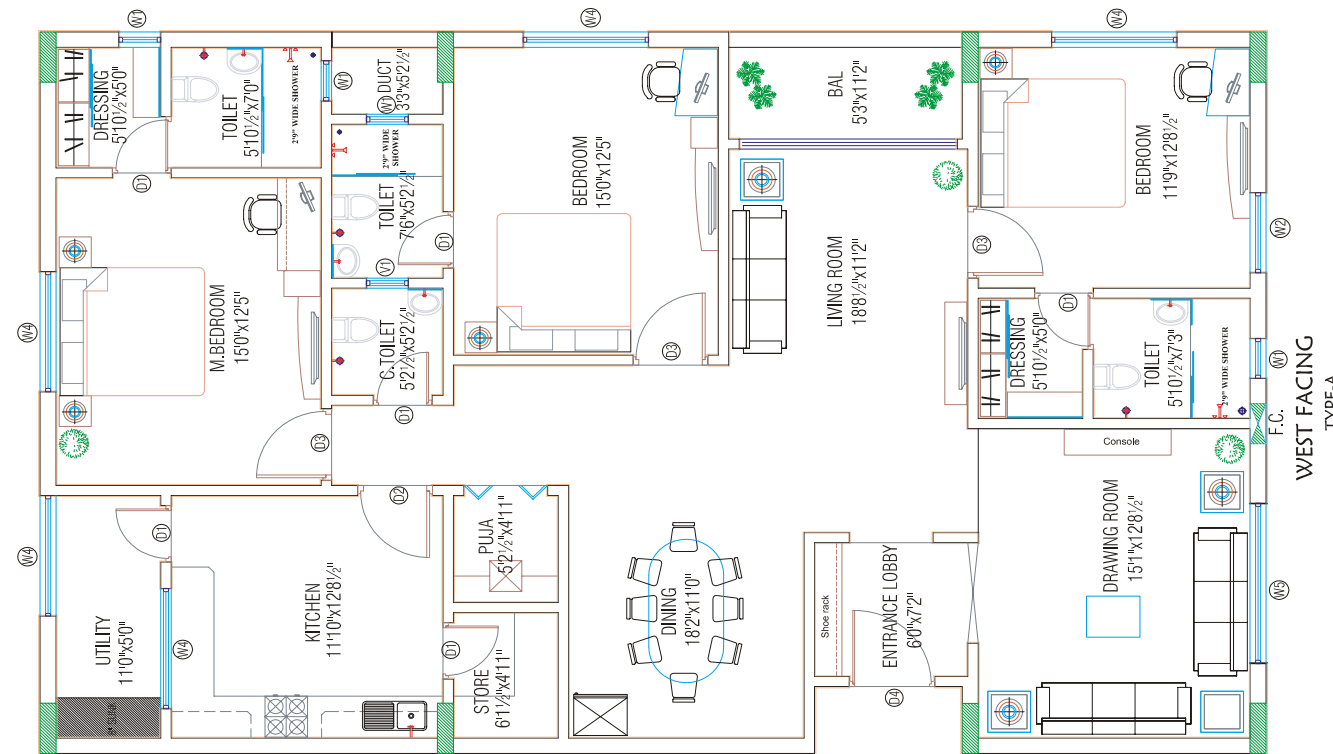 W1
W4
W4
DRESSING
5'10½"x5'0"
TOILET
5'10½"x7'0"
2'9" WIDE SHOWER
W1
DUCT
3'3"x5'2½"
W1
BEDROOM
15'0"x12'5"
BAL
5'3"x11'2"
BEDROOM
11'9"x12'8½"
D1
2'9" WIDE
SHOWER
TOILET
7'6"x5'2½"
D1
V1
M.BEDROOM
15'0"x12'5"
W4
C.TOILET
5'2½"x5'2½"
D1
D3
D3
LIVING ROOM
18'8½"x11'2"
D3
W2
D1
DRESSING
5'10½"x5'0"
TOILET
5'10½"x7'3"
2'9" WIDE SHOWER
W1
F.C.
WEST FACING
TYPE-A
Console
W4
D1
D2
UTILITY
11'0"x5'0"
W4
KITCHEN
11'10"x12'8½"
D1
PUJA
5'2½"x4'11"
STORE
6'11½"x4'11"
DINING
18'2"x11'0"
Shoe rack
ENTRANCE LOBBY
6'0"x7'2"
D4
DRAWING ROOM
15'1"x12'8½"
W5